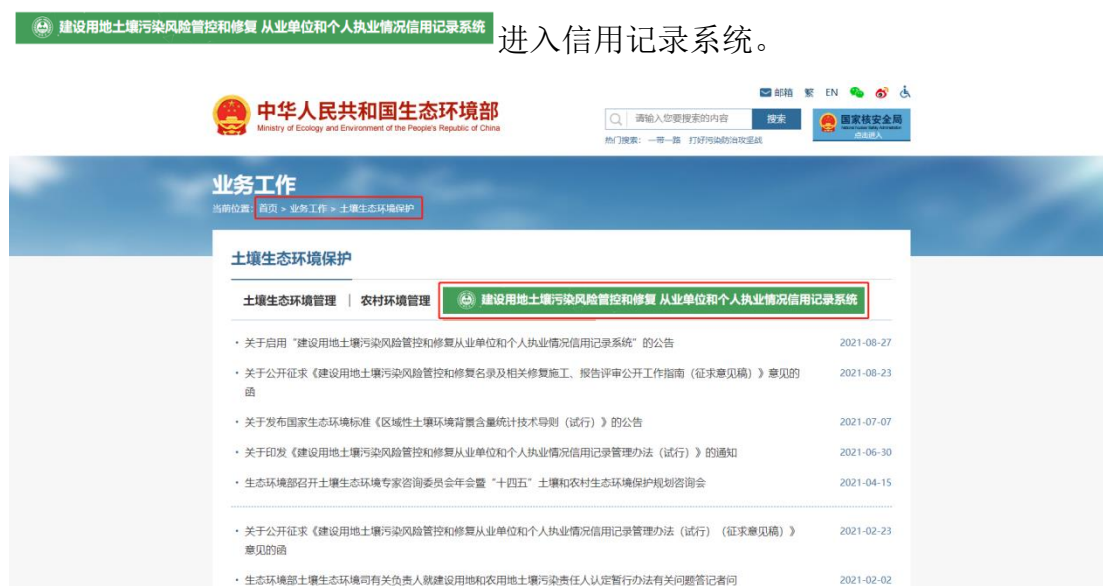 建设用地土壤污染风险管控和修复 从业单位和个人执业情况信用记录系统 进入信用记录系统。
邮箱 繁 EN
中华人民共和国生态环境部
Ministry of Ecology and Environment of the People's Republic of China
请输入您要搜索的内容 搜索
国家核安全局
点击进入
热门搜索: 一带一路 打好污染防治攻坚战
业务工作
当前位置: 首页 > 业务工作 > 土壤生态环境保护
土壤生态环境保护
土壤生态环境管理 | 农村环境管理 建设用地土壤污染风险管控和修复 从业单位和个人执业情况信用记录系统
· 关于启用“建设用地土壤污染风险管控和修复从业单位和个人执业情况信用记录系统”的公告 2021-08-27
· 关于公开征求《建设用地土壤污染风险管控和修复名录及相关修复施工、报告评审公开工作指南（征求意见稿）》意见的 2021-08-23
函
· 关于发布国家生态环境标准《区域性土壤环境背景含量统计技术导则（试行）》的公告 2021-07-07
· 关于印发《建设用地土壤污染风险管控和修复从业单位和个人执业情况信用记录管理办法（试行）》的通知 2021-06-30
· 生态环境部召开土壤生态环境专家咨询委员会年会暨“十四五”土壤和农村生态环境保护规划咨询会 2021-04-15
· 关于公开征求《建设用地土壤污染风险管控和修复从业单位和个人执业情况信用记录管理办法（试行）（征求意见稿）》 2021-02-23
意见的函
· 生态环境部土壤生态环境司有关负责人就建设用地和农用地土壤污染责任人认定暂行办法有关问题答记者问 2021-02-02